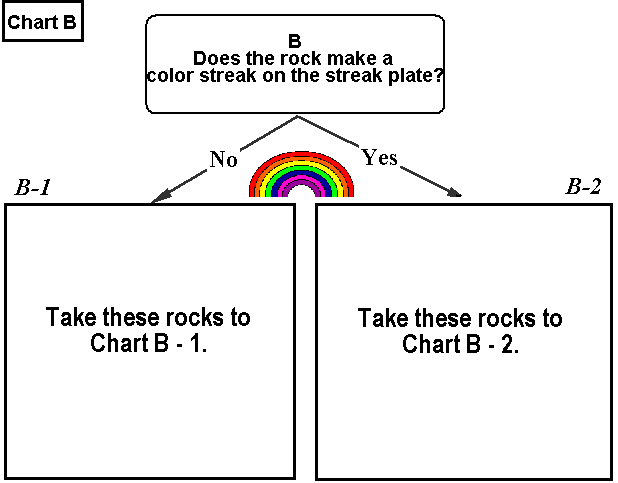 Chart B
B
Does the rock make a
color streak on the streak plate?
No
Yes
B-1
B-2
Take these rocks to
Chart B - 1.
Take these rocks to
Chart B - 2.